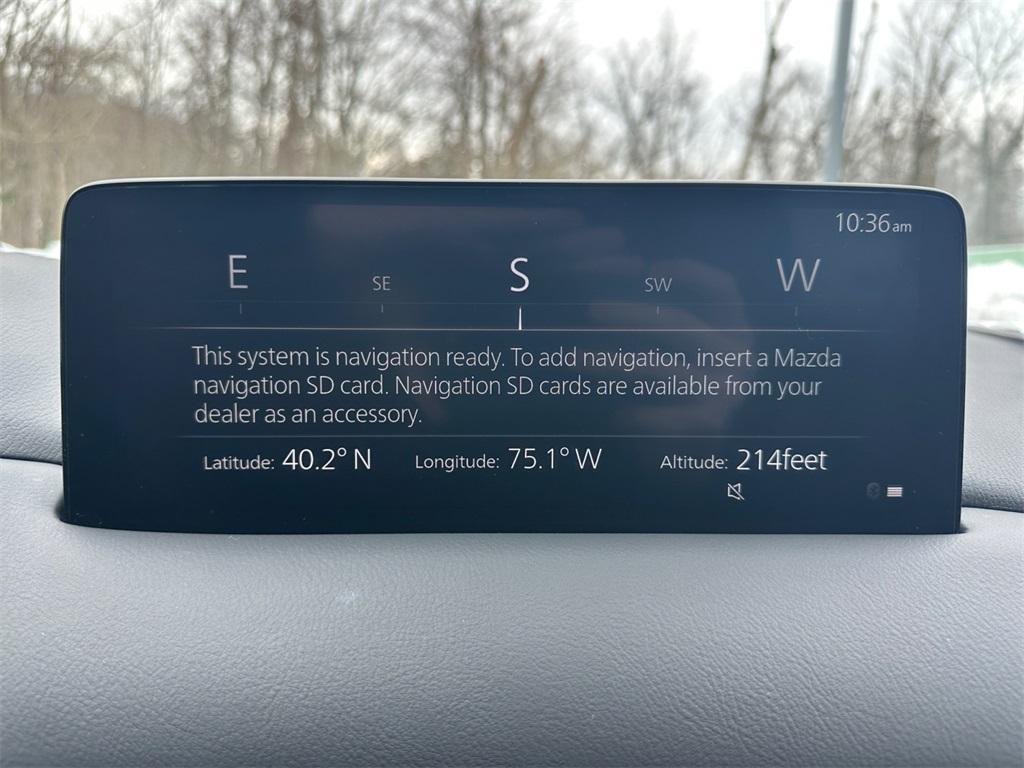 10:36am
E SE S SW W
This system is navigation ready. To add navigation, insert a Mazda
navigation SD card. Navigation SD cards are available from your
dealer as an accessory.
Latitude: 40.2° N Longitude: 75.1° W Altitude: 214feet